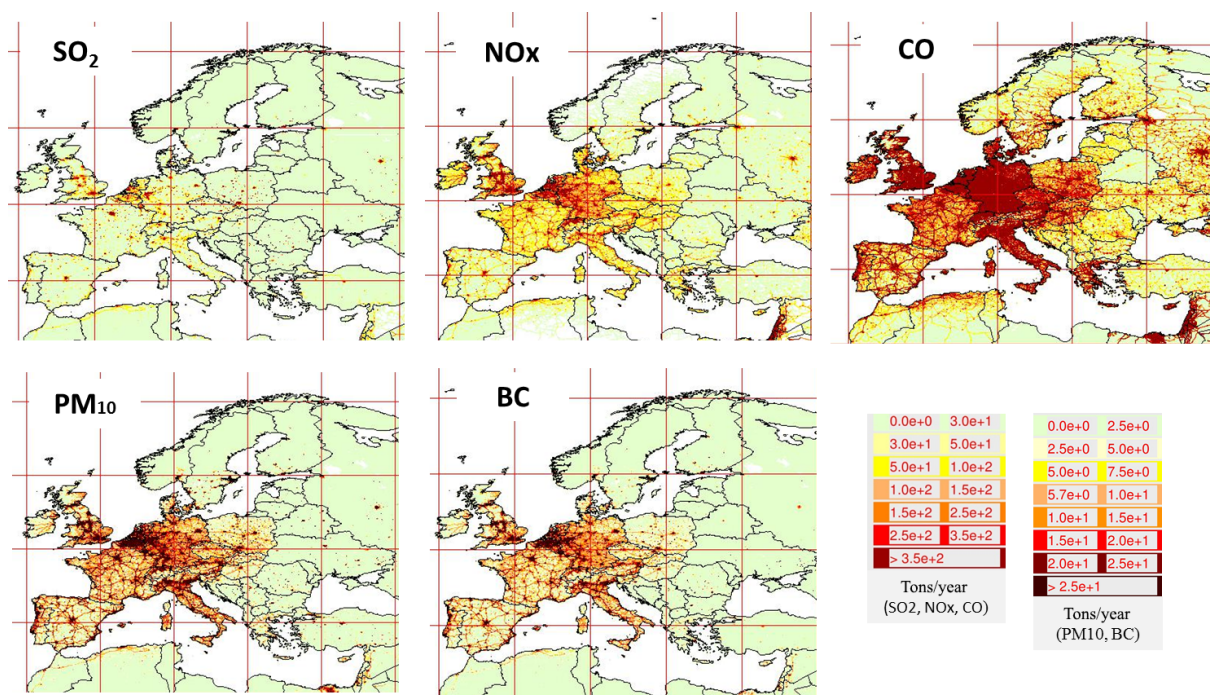 SO₂
NOx
CO
PM₁₀
BC
0.0e+0 3.0e+1
3.0e+1 5.0e+1
5.0e+1 1.0e+2
1.0e+2 1.5e+2
1.5e+2 2.5e+2
2.5e+2 3.5e+2
> 3.5e+2
Tons/year
(SO2, NOx, CO)
0.0e+0 2.5e+0
2.5e+0 5.0e+0
5.0e+0 7.5e+0
5.7e+0 1.0e+1
1.0e+1 1.5e+1
1.5e+1 2.0e+1
2.0e+1 2.5e+1
> 2.5e+1
Tons/year
(PM10, BC)